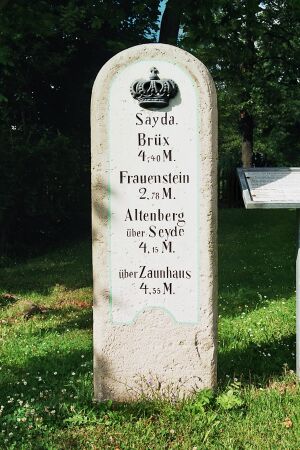 Sayda.
Brüx
4,40 M.
Frauenstein
2,78 M.
Altenberg
über Seyde
4,15 M.
über Zaunhaus
4,55 M.